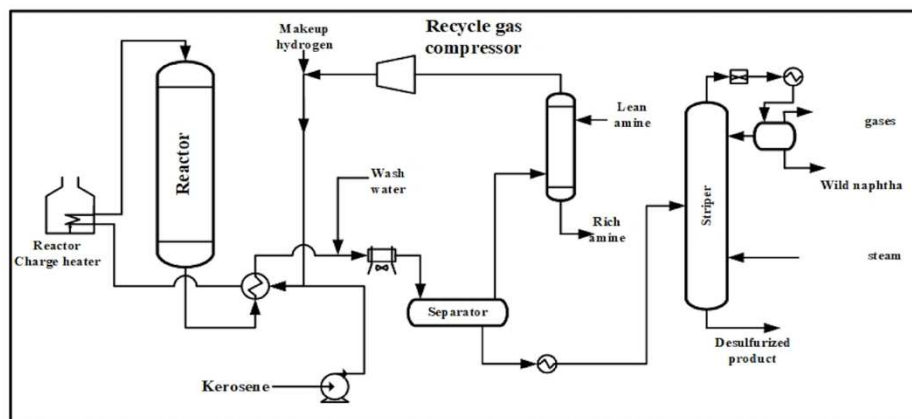 Makeup
hydrogen
Recycle gas
compressor
Reactor
Lean
amine
gases
Wash
water
Wild naphtha
Striper
Rich
amine
Reactor
Charge heater
steam
Separator
Desulfurized
product
Kerosene